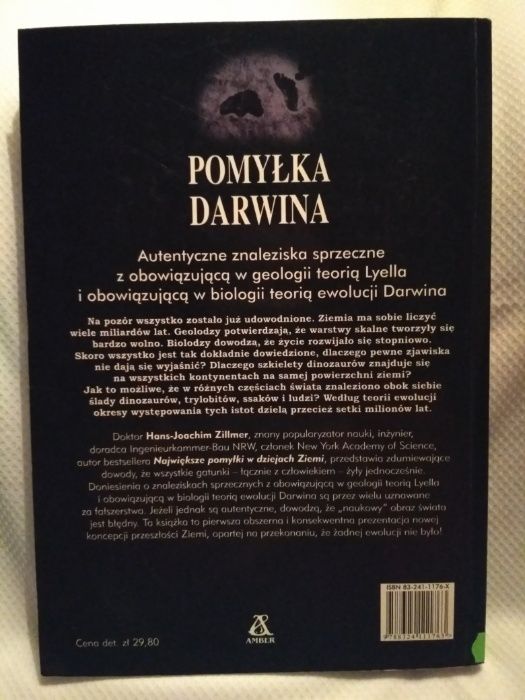 POMYŁKA
DARWINA
Autentyczne znaleziska sprzeczne
z obowiązującą w geologii teorią Lyella
i obowiązującą w biologii teorią ewolucji Darwina
Na pozór wszystko zostało już udowodnione. Ziemia ma sobie liczyć
wiele miliardów lat. Geolodzy potwierdzają, że warstwy skalne tworzyły się
bardzo wolno. Biolodzy dowodzą, że życie rozwijało się stopniowo.
Skoro wszystko jest tak dokładnie dowiedzione, dlaczego pewne zjawiska
nie dają się wyjaśnić? Dlaczego szkielety dinozaurów znajduje się
na wszystkich kontynentach na samej powierzchni ziemi?
Jak to możliwe, że w różnych częściach świata znaleziono obok siebie
ślady dinozaurów, trylobitów, ssaków i ludzi? Według teorii ewolucji
okresy występowania tych istot dzielą przecież setki milionów lat.
Doktor Hans-Joachim Zillmer, znany popularyzator nauki, inżynier,
doradca Ingenieurkammer-Bau NRW, członek New York Academy of Science,
autor bestsellera Największe pomyłki w dziejach Ziemi, przedstawia zdumiewające
dowody, że wszystkie gatunki – łącznie z człowiekiem – żyły jednocześnie.
Doniesienia o znaleziskach sprzecznych z obowiązującą w geologii teorią Lyella
i obowiązującą w biologii teorią ewolucji Darwina są przez wielu uznawane
za fałszerstwa. Jeżeli jednak są autentyczne, dowodzą, że „naukowy” obraz świata
jest błędny. Ta książka to pierwsza obszerna i konsekwentna prezentacja nowej
koncepcji przeszłości Ziemi, opartej na przekonaniu, że żadnej ewolucji nie było!
ISBN 83-241-1176-X
9788324111763
AMBER
Cena det. zł 29,80